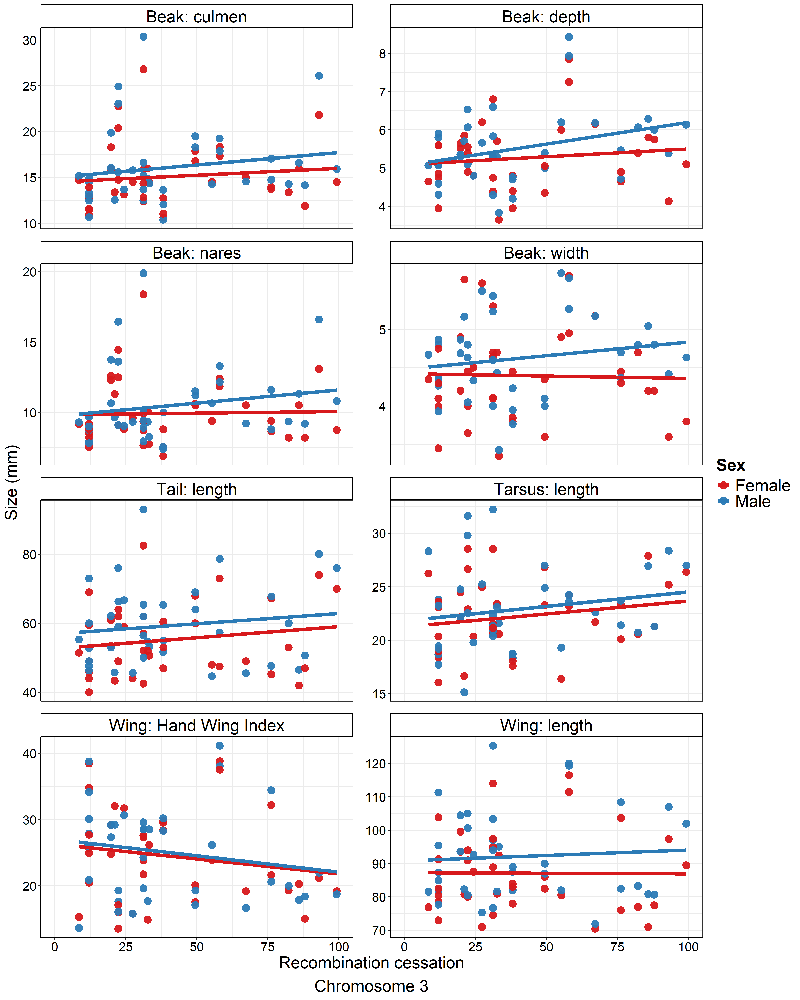 Beak: culmen
Beak: depth
30
25
20
15
10
8
7
6
5
4
Beak: nares
Beak: width
20
15
10
5
4
Size (mm)
Sex
Female
Male
Tail: length
Tarsus: length
80
60
40
30
25
20
15
Wing: Hand Wing Index
Wing: length
40
30
20
120
110
100
90
80
70
0 25 50 75 100
0 25 50 75 100
Recombination cessation
Chromosome 3